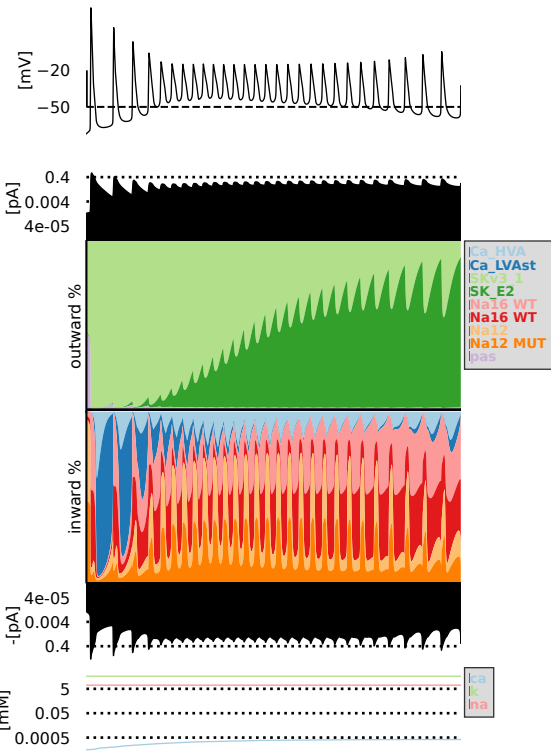 [mV]
−20
−50
[pA]
0.4
0.004
4e-05
outward %
Ca_HVA
Ca_LVAst
SKv3_1
SK_E2
Na16 WT
Na16 WT
Na12
Na12 MUT
pas
inward %
-[pA]
4e-05
0.004
0.4
[mM]
5
0.05
0.0005
ca
k
na